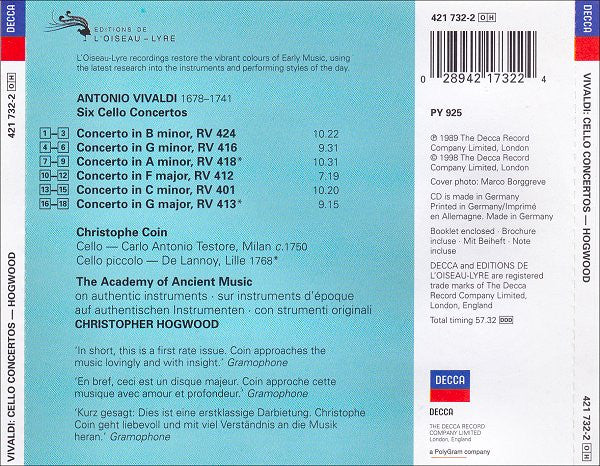 DECCA
421 732-2 OH
VIVALDI: CELLO CONCERTOS — HOGWOOD
EDITIONS DE
L'OISEAU-LYRE
L'Oiseau-Lyre recordings restore the vibrant colours of Early Music, using
the latest research into the instruments and performing styles of the day.
ANTONIO VIVALDI 1678–1741
Six Cello Concertos
1 – 3 Concerto in B minor, RV 424 10.22
4 – 6 Concerto in G minor, RV 416 9.31
7 – 9 Concerto in A minor, RV 418* 10.31
10 – 12 Concerto in F major, RV 412 7.19
13 – 15 Concerto in C minor, RV 401 10.20
16 – 18 Concerto in G major, RV 413* 9.15
Christophe Coin
Cello — Carlo Antonio Testore, Milan c.1750
Cello piccolo — De Lannoy, Lille 1768*
The Academy of Ancient Music
on authentic instruments · sur instruments d'époque
auf authentischen Instrumenten · con strumenti originali
CHRISTOPHER HOGWOOD
'In short, this is a first rate issue. Coin approaches the
music lovingly and with insight.' Gramophone
'En bref, ceci est un disque majeur. Coin approche cette
musique avec amour et profondeur.' Gramophone
'Kurz gesagt: Dies ist eine erstklassige Darbietung. Christophe
Coin geht liebevoll und mit viel Verständnis an die Musik
heran.' Gramophone
421 732-2 OH
0 28942 17322 4
PY 925
℗ 1989 The Decca Record
Company Limited, London
© 1998 The Decca Record
Company Limited, London
Cover photo: Marco Borggreve
CD is made in Germany
Printed in Germany/Imprimé
en Allemagne. Made in Germany
Booklet enclosed · Brochure
incluse · Mit Beiheft · Note
incluse
DECCA and EDITIONS DE
L'OISEAU-LYRE are registered
trade marks of The Decca
Record Company Limited,
London, England
Total timing 57.32 DDD
DECCA
DECCA
THE DECCA RECORD
COMPANY LIMITED
London, England
a PolyGram company
VIVALDI: CELLO CONCERTOS — HOGWOOD
DECCA
421 732-2 OH